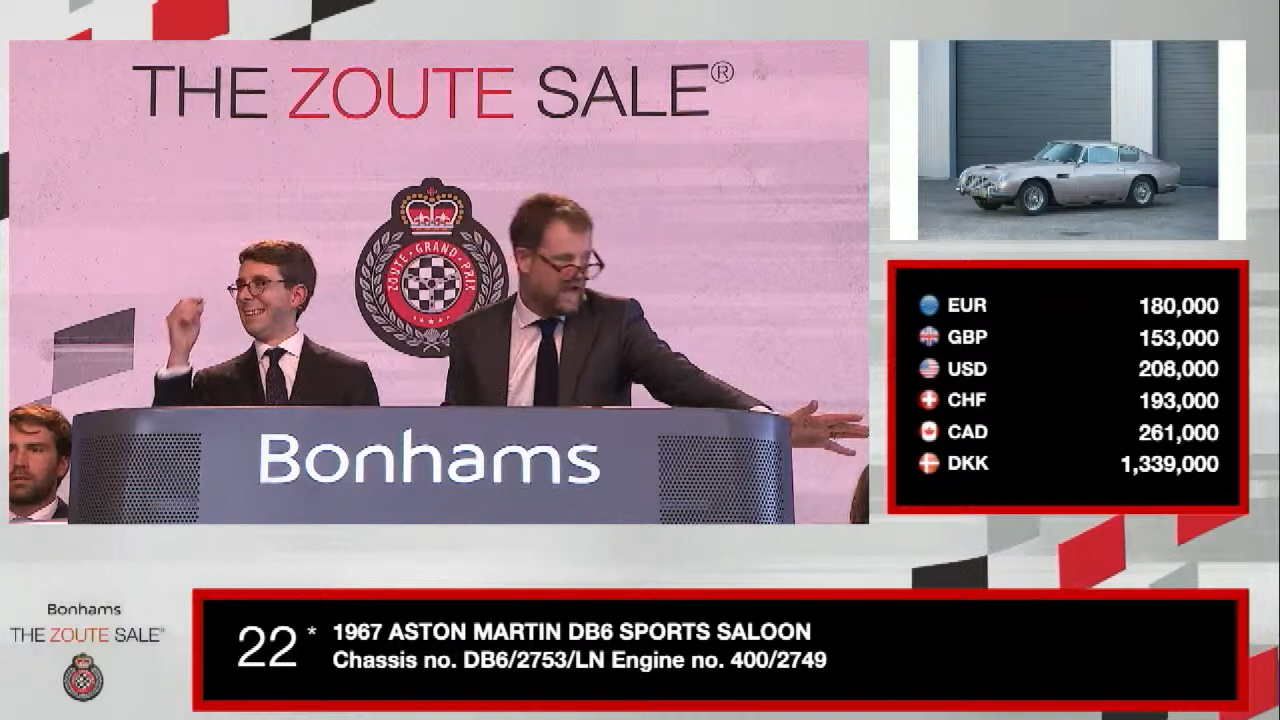 THE ZOUTE SALE®
ZOUTE · GRAND · PRIX
Bonhams
EUR 180,000
GBP 153,000
USD 208,000
CHF 193,000
CAD 261,000
DKK 1,339,000
Bonhams
THE ZOUTE SALE®
22* 1967 ASTON MARTIN DB6 SPORTS SALOON
Chassis no. DB6/2753/LN Engine no. 400/2749